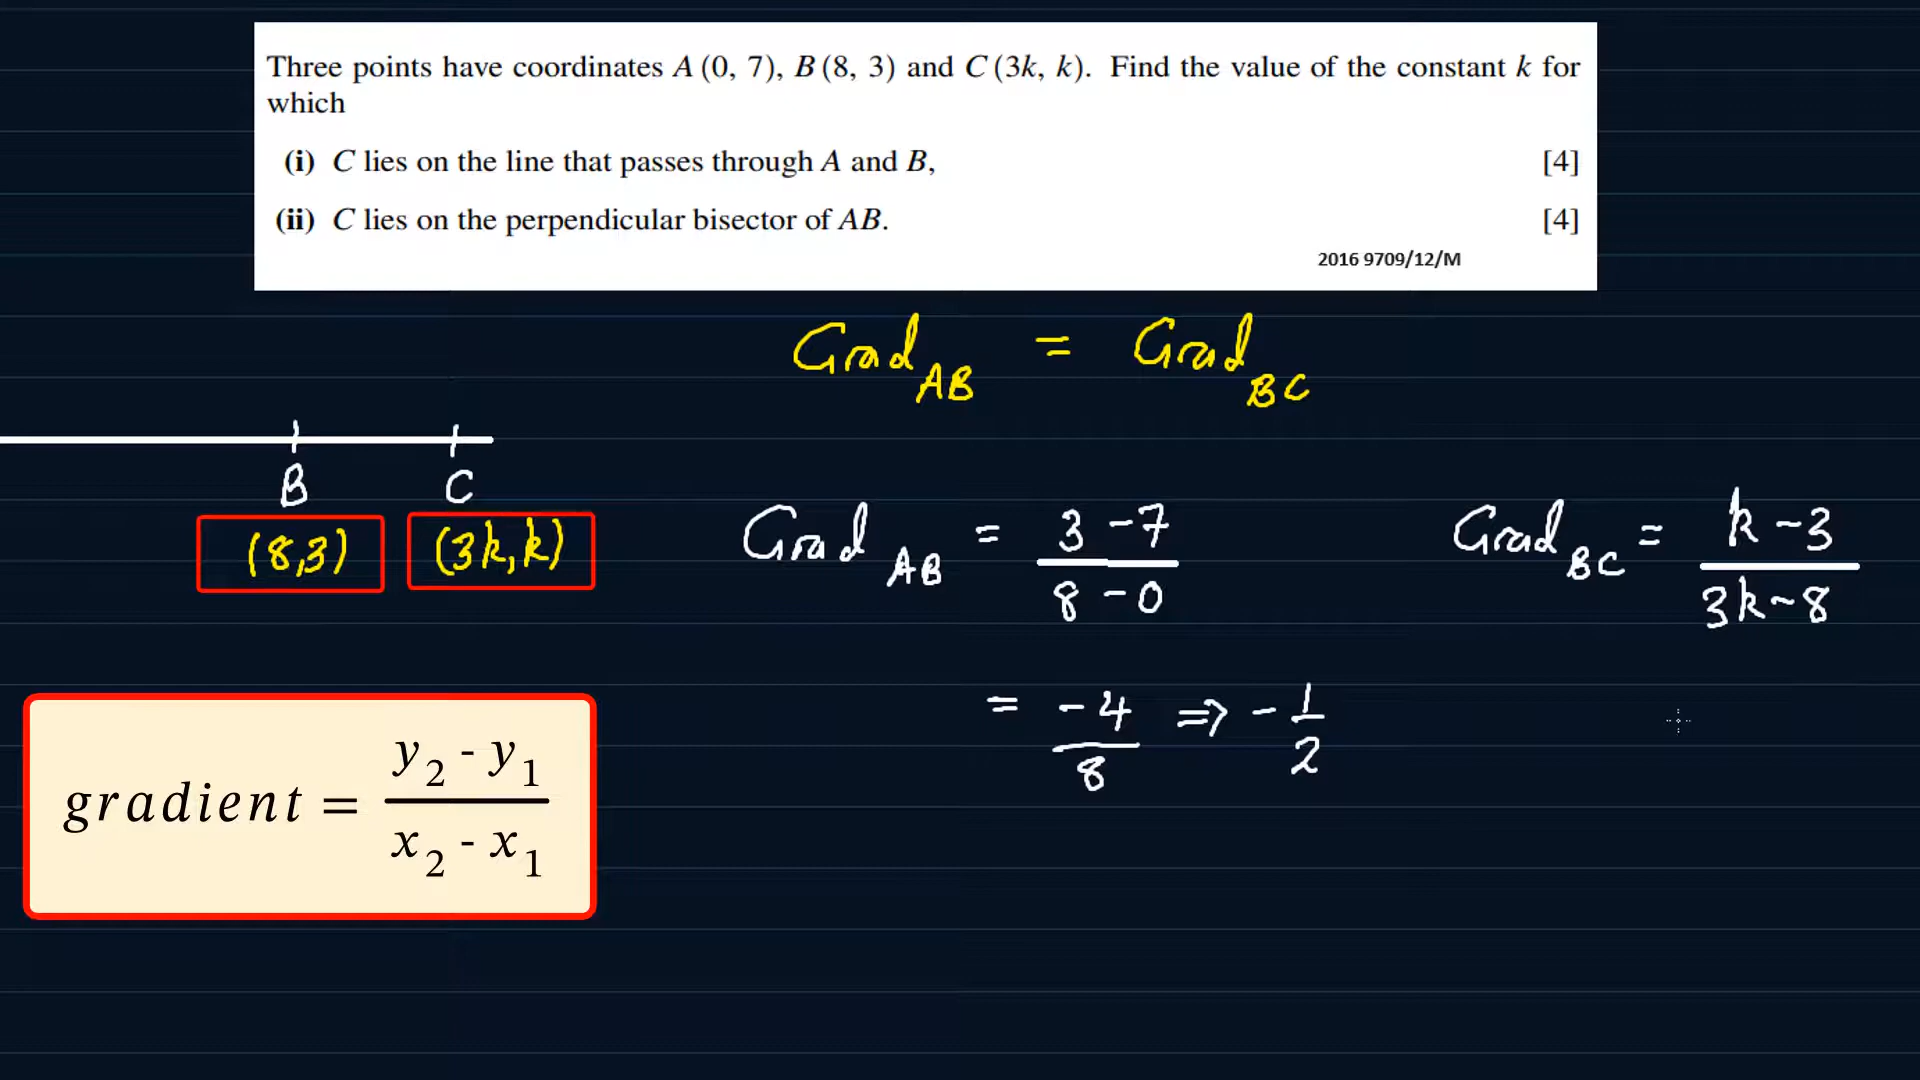 Three points have coordinates A (0, 7), B (8, 3) and C (3k, k). Find the value of the constant k for
which
(i) C lies on the line that passes through A and B, [4]
(ii) C lies on the perpendicular bisector of AB. [4]
2016 9709/12/M
Grad AB = Grad BC
B C
(8,3) (3k, k)
Grad AB = 3 - 7 / 8 - 0
Grad BC = k - 3 / 3k - 8
= -4 / 8 ⇒ - 1 / 2
gradient = y2 - y1 / x2 - x1